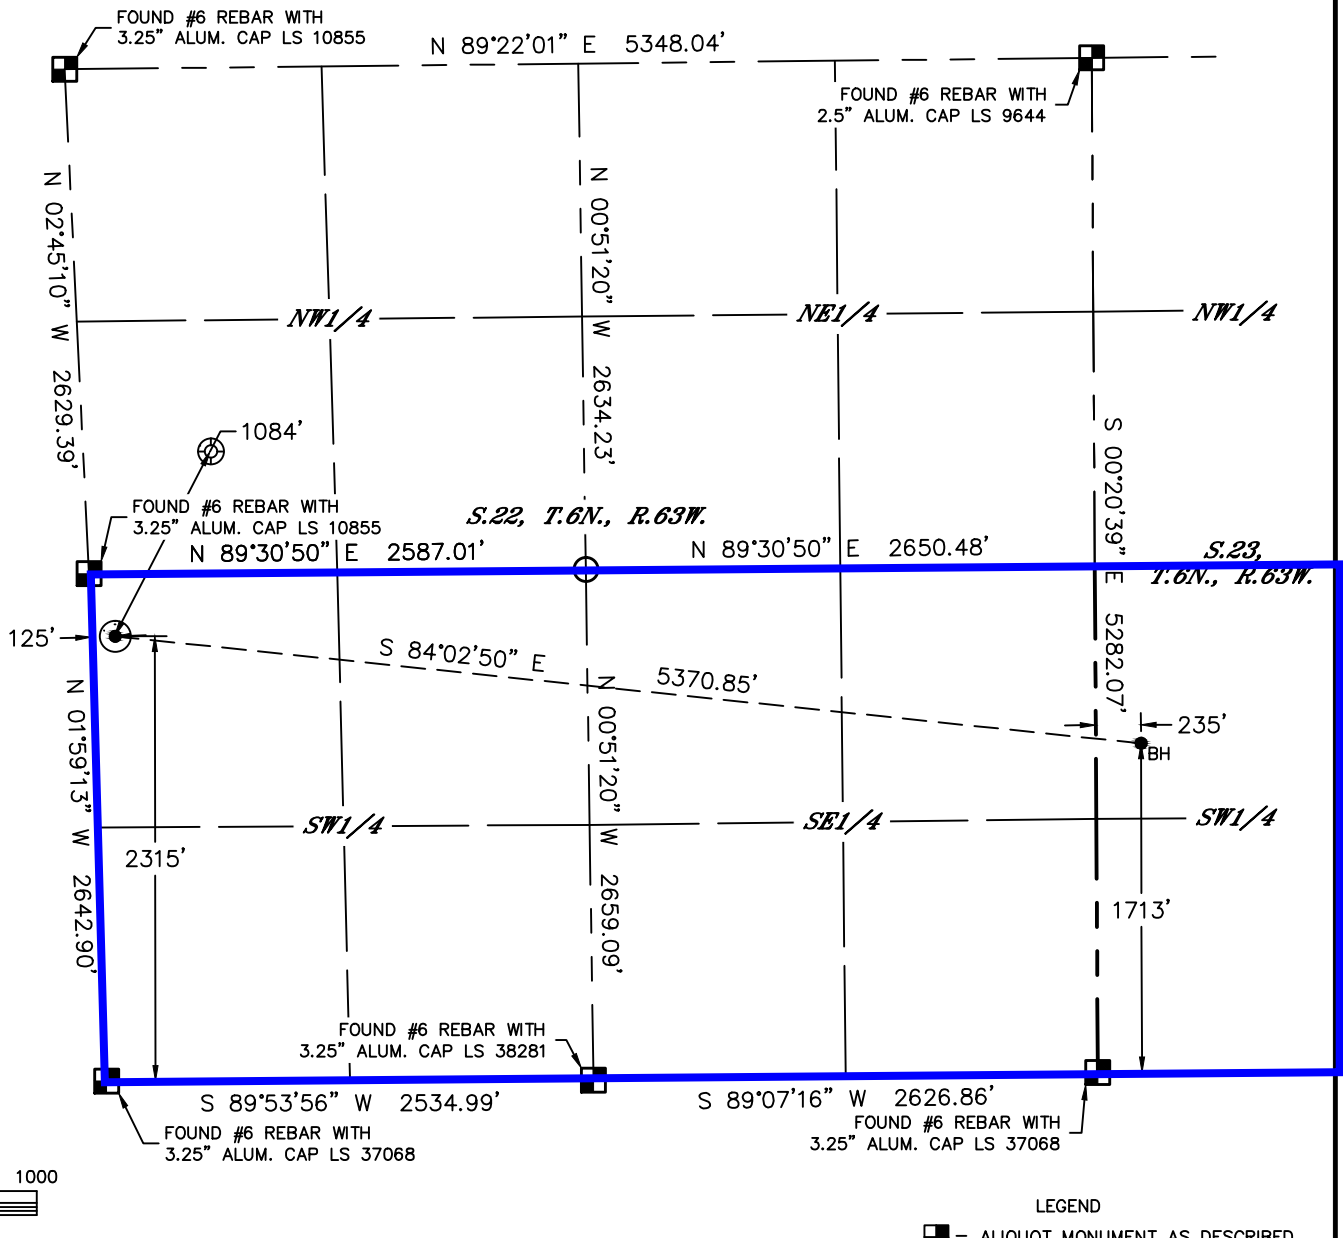 FOUND #6 REBAR WITH
3.25" ALUM. CAP LS 10855
N 89°22'01" E 5348.04'
FOUND #6 REBAR WITH
2.5" ALUM. CAP LS 9644
N 02°45'10" W 2629.39'
N 00°51'20" W 2634.23'
NW1/4
NE1/4
NW1/4
S 00°20'39" E 5282.07'
1084'
FOUND #6 REBAR WITH
3.25" ALUM. CAP LS 10855
S.22, T.6N., R.63W.
N 89°30'50" E 2587.01'
N 89°30'50" E 2650.48'
S.23,
T.6N., R.63W.
125'
S 84°02'50" E 5370.85'
N 01°59'13" W 2642.90'
N 00°51'20" W 2659.09'
235'
BH
SW1/4
SE1/4
SW1/4
2315'
1713'
FOUND #6 REBAR WITH
3.25" ALUM. CAP LS 38281
S 89°53'56" W 2534.99'
S 89°07'16" W 2626.86'
FOUND #6 REBAR WITH
3.25" ALUM. CAP LS 37068
FOUND #6 REBAR WITH
3.25" ALUM. CAP LS 37068
1000
LEGEND
= ALIQUOT MONUMENT AS DESCRIBED